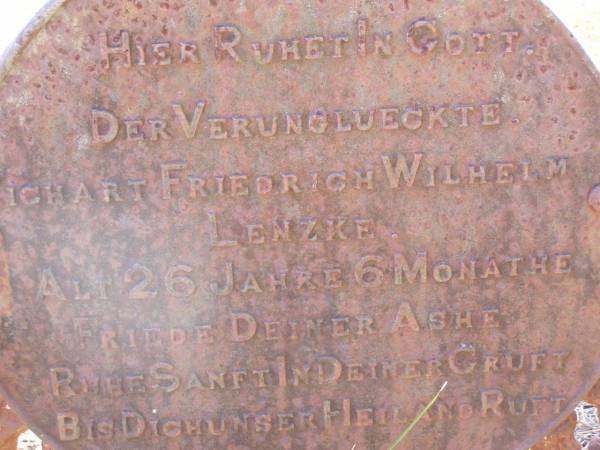 HIER RUHET IN GOTT.
DER VERUNGLUECKTE.
ICHART FRIEDRICH WILHELM
LENZKE.
ALT 26 JAHRE 6 MONATHE
FRIEDE DEINER ASHE
RUHE SANFT IN DEINER GRUFT
BIS DICH UNSER HEILAND RUFT